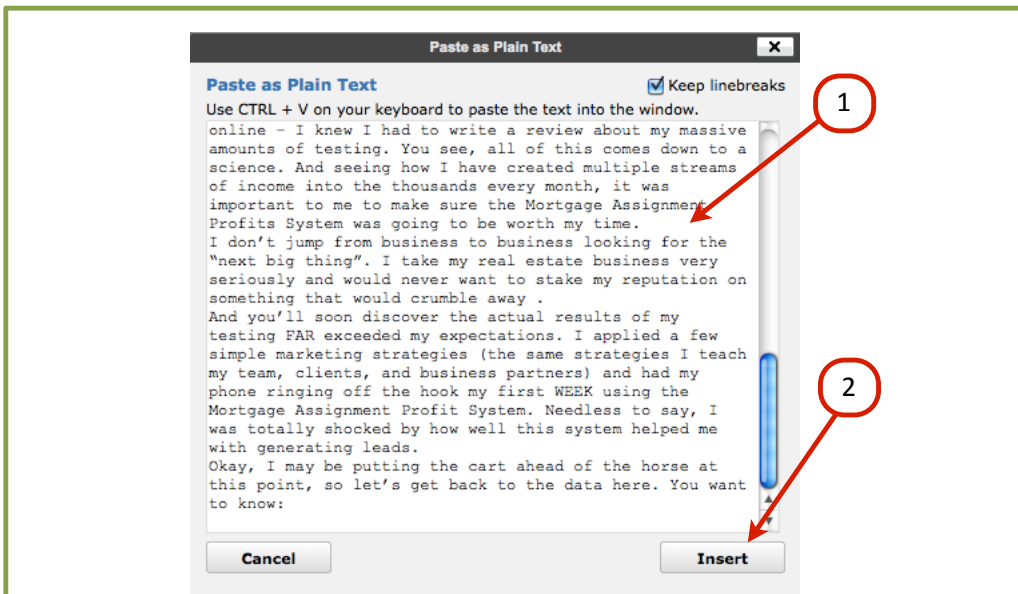 Paste as Plain Text
Paste as Plain Text
Keep linebreaks
Use CTRL + V on your keyboard to paste the text into the window.
1
online – I knew I had to write a review about my massive
amounts of testing. You see, all of this comes down to a
science. And seeing how I have created multiple streams
of income into the thousands every month, it was
important to me to make sure the Mortgage Assignment
Profits System was going to be worth my time.
I don’t jump from business to business looking for the
“next big thing”. I take my real estate business very
seriously and would never want to stake my reputation on
something that would crumble away .
And you’ll soon discover the actual results of my
testing FAR exceeded my expectations. I applied a few
simple marketing strategies (the same strategies I teach
my team, clients, and business partners) and had my
phone ringing off the hook my first WEEK using the
Mortgage Assignment Profit System. Needless to say, I
was totally shocked by how well this system helped me
with generating leads.
Okay, I may be putting the cart ahead of the horse at
this point, so let’s get back to the data here. You want
to know:
2
Cancel
Insert